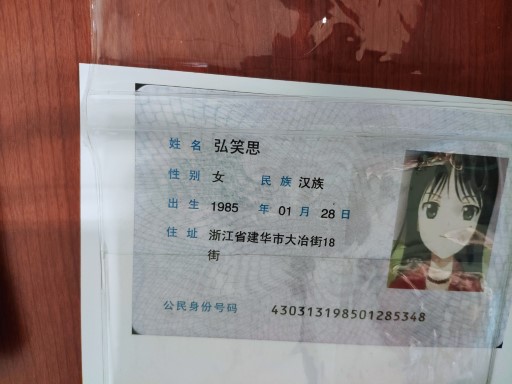 姓名 弘笑思
性别 女 民族 汉族
出生 1985 年 01 月 28 日
住址 浙江省建华市大冶街18
街
公民身份号码 430313198501285348